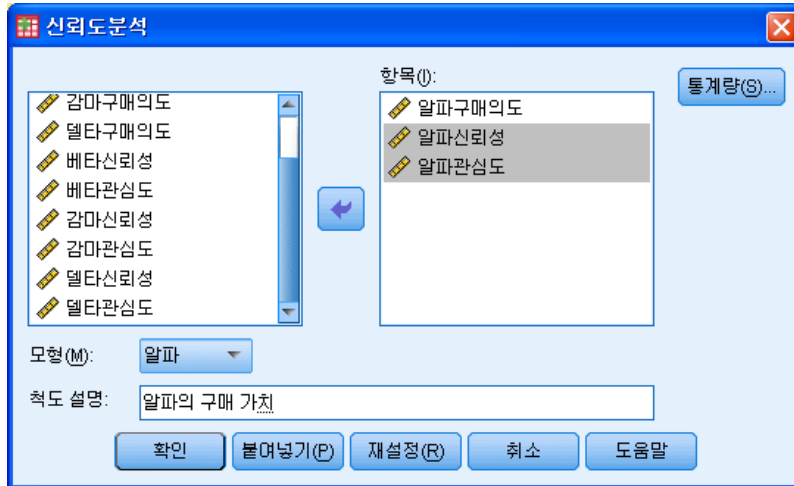 신뢰도분석
감마구매의도
델타구매의도
베타신뢰성
베타관심도
감마신뢰성
감마관심도
델타신뢰성
델타관심도
항목(I):
알파구매의도
알파신뢰성
알파관심도
통계량(S)...
모형(M):
알파
척도 설명:
알파의 구매 가치
확인
붙여넣기(P)
재설정(R)
취소
도움말